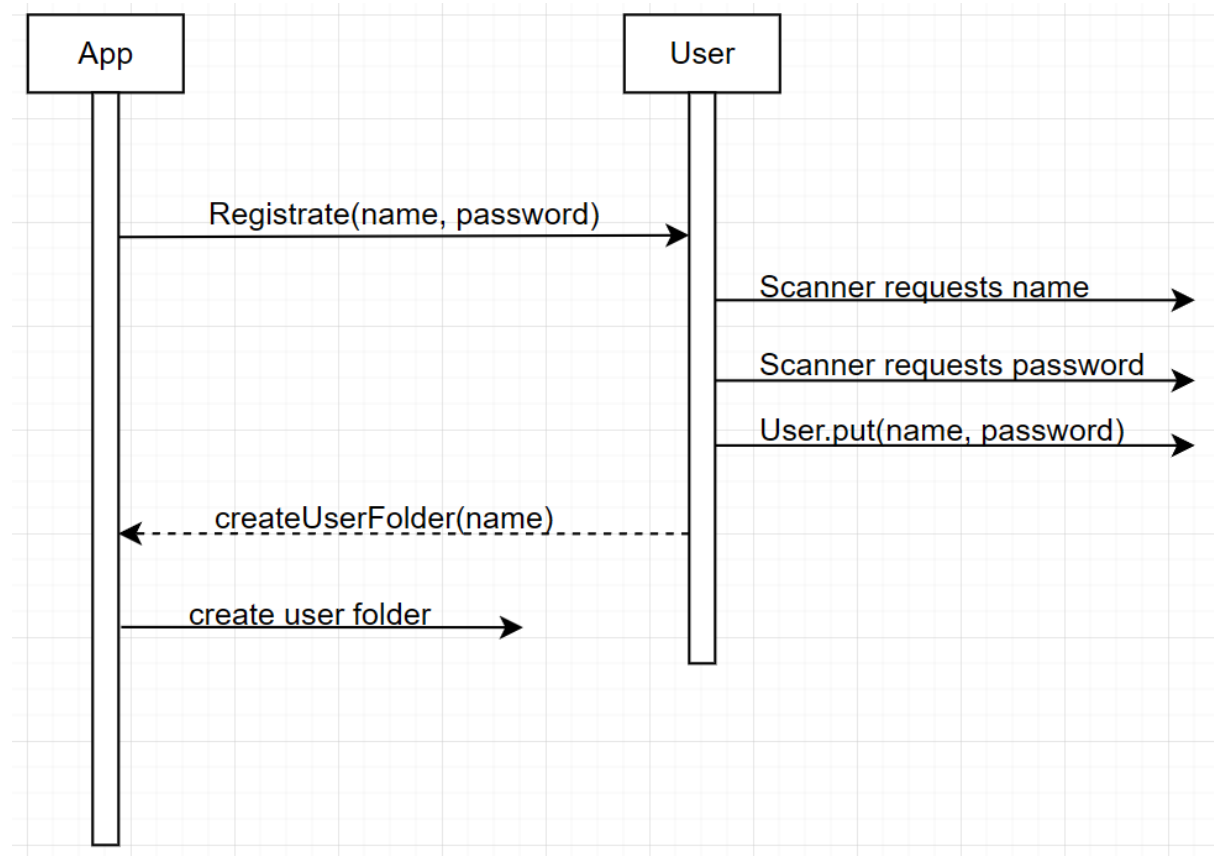 App
User
Registrate(name, password)
Scanner requests name
Scanner requests password
User.put(name, password)
createUserFolder(name)
create user folder